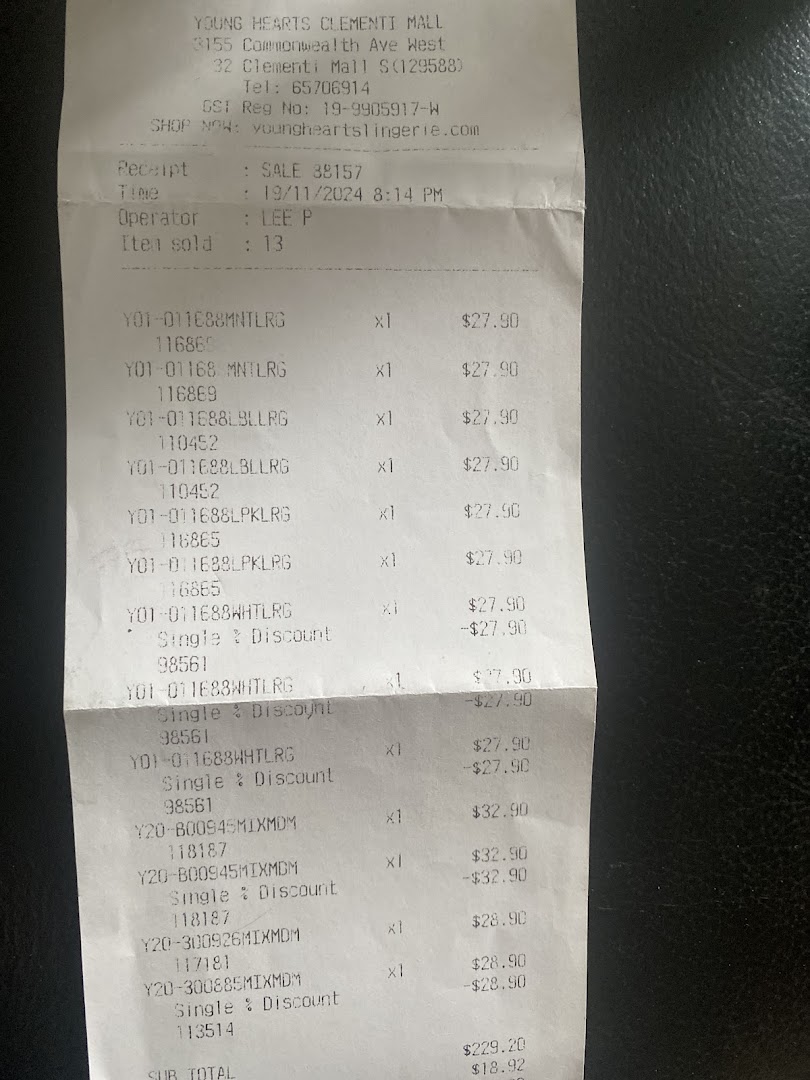 YOUNG HEARTS CLEMENTI MALL
3155 Commonwealth Ave West
32 Clementi Mall S(129588)
Tel: 65706914
GST Reg No: 19-9905917-W
SHOP NOW: youngheartslingerie.com
Receipt : SALE 38157
Time : 19/11/2024 8:14 PM
Operator : LEE P
Item sold : 13
Y01-011688MNTLRG x1 $27.90
116869
Y01-01168 MNTLRG x1 $27.90
116869
Y01-011688LBLLRG x1 $27.90
110452
Y01-011688LBLLRG x1 $27.90
110452
Y01-011688LPKLRG x1 $27.90
116865
Y01-011688LPKLRG x1 $27.90
116865
Y01-011688WHTLRG x1 $27.90
Single % Discount -$27.90
98561
Y01-011688WHTLRG x1 $27.90
Single % Discount -$27.90
98561
Y01-011688WHTLRG x1 $27.90
Single % Discount -$27.90
98561
Y20-B00945MIXMDM x1 $32.90
118187
Y20-B00945MIXMDM x1 $32.90
Single % Discount -$32.90
118187
Y20-300926MIXMDM x1 $28.90
117181
Y20-300885MIXMDM x1 $28.90
Single % Discount -$28.90
113514
SUB TOTAL $229.20
$18.92